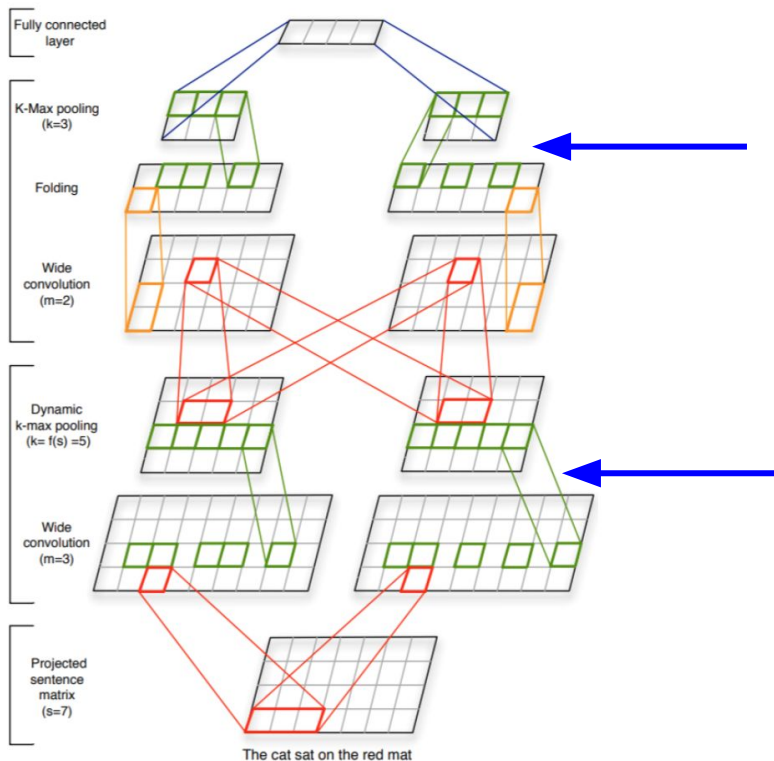 Fully connected
layer
K-Max pooling
(k=3)
Folding
Wide
convolution
(m=2)
Dynamic
k-max pooling
(k= f(s) =5)
Wide
convolution
(m=3)
Projected
sentence
matrix
(s=7)
The cat sat on the red mat